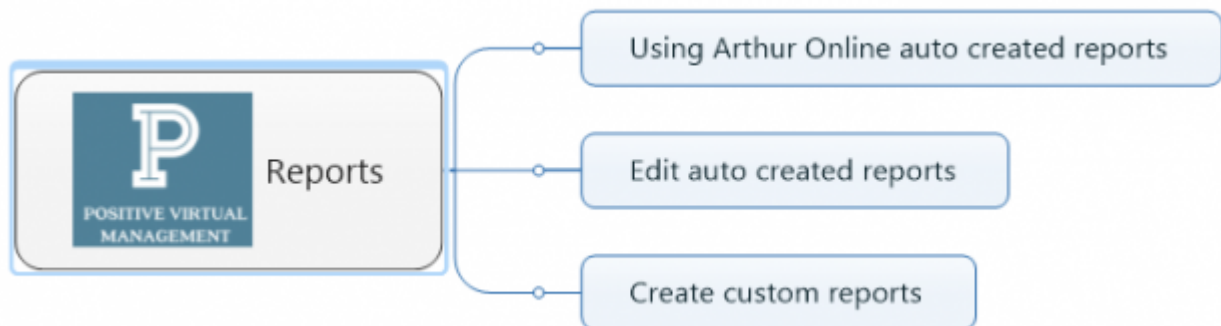 P
POSITIVE VIRTUAL
MANAGEMENT
Reports
Using Arthur Online auto created reports
Edit auto created reports
Create custom reports